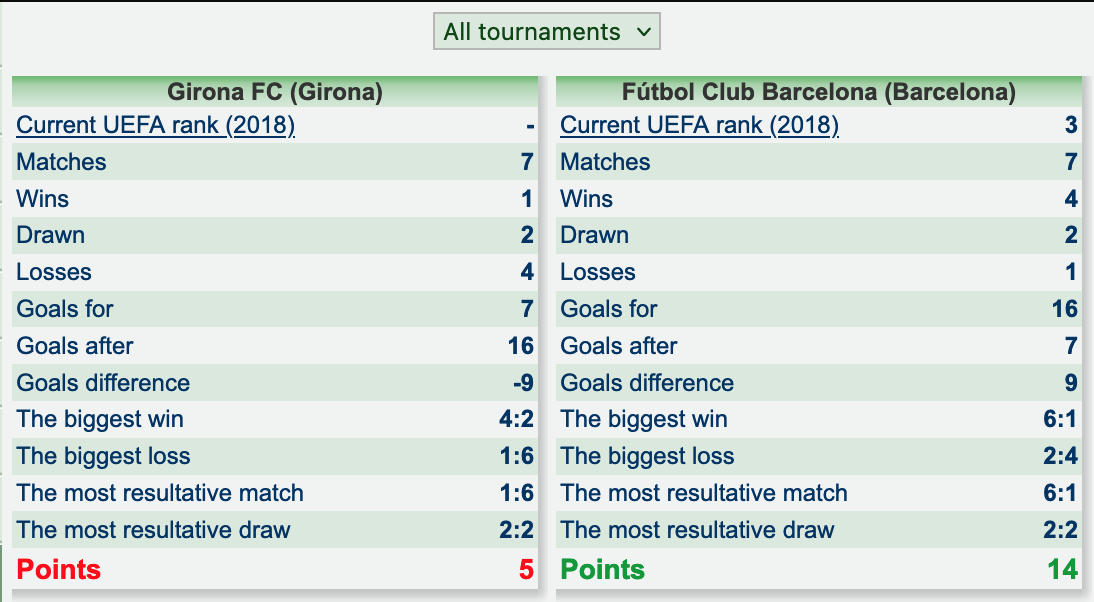 All tournaments
Girona FC (Girona)
Current UEFA rank (2018) -
Matches 7
Wins 1
Drawn 2
Losses 4
Goals for 7
Goals after 16
Goals difference -9
The biggest win 4:2
The biggest loss 1:6
The most resultative match 1:6
The most resultative draw 2:2
Points 5
Fútbol Club Barcelona (Barcelona)
Current UEFA rank (2018) 3
Matches 7
Wins 4
Drawn 2
Losses 1
Goals for 16
Goals after 7
Goals difference 9
The biggest win 6:1
The biggest loss 2:4
The most resultative match 6:1
The most resultative draw 2:2
Points 14